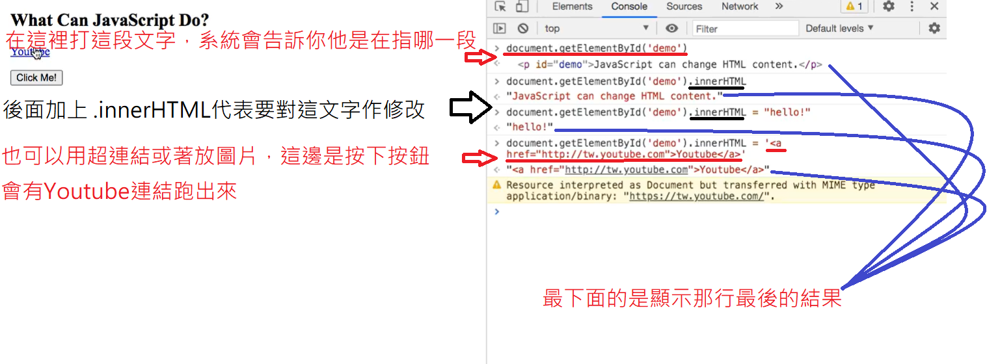 What Can JavaScript Do?
在這裡打這段文字，系統會告訴你他是在指哪一段
Youtube
Click Me!
後面加上 .innerHTML代表要對這文字作修改
也可以用超連結或著放圖片，這邊是按下按鈕
會有Youtube連結跑出來
Elements Console Sources Network » 1
top Filter Default levels
document.getElementById('demo')
<p id="demo">JavaScript can change HTML content.</p>
document.getElementById('demo').innerHTML
"JavaScript can change HTML content."
document.getElementById('demo').innerHTML = "hello!"
"hello!"
document.getElementById('demo').innerHTML = '<a
href="http://tw.youtube.com">Youtube</a>'
"<a href="http://tw.youtube.com">Youtube</a>"
Resource interpreted as Document but transferred with MIME type
application/binary: "https://tw.youtube.com/".
最下面的是顯示那行最後的結果